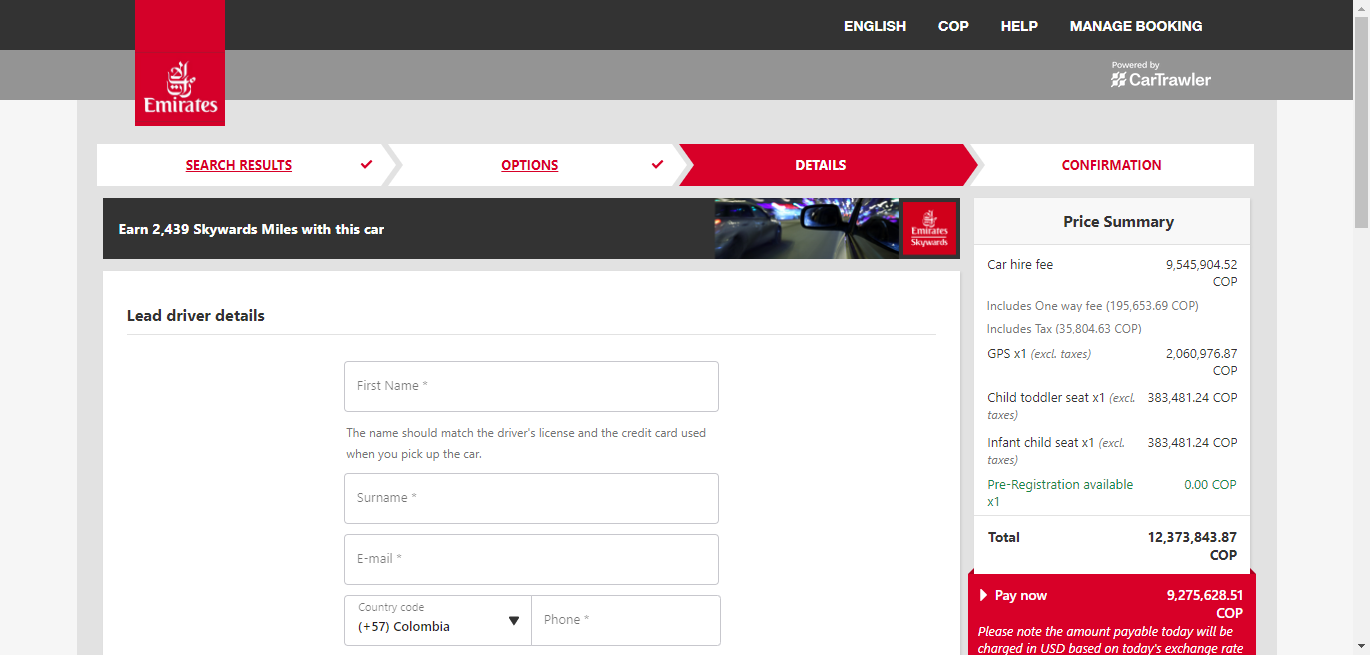 ENGLISH COP HELP MANAGE BOOKING
Emirates
Powered by
CarTrawler
SEARCH RESULTS OPTIONS DETAILS CONFIRMATION
Earn 2,439 Skywards Miles with this car
Emirates
Skywards
Lead driver details
First Name *
The name should match the driver's license and the credit card used
when you pick up the car.
Surname *
E-mail *
Country code
(+57) Colombia
Phone *
Price Summary
Car hire fee 9,545,904.52
COP
Includes One way fee (195,653.69 COP)
Includes Tax (35,804.63 COP)
GPS x1 (excl. taxes) 2,060,976.87
COP
Child toddler seat x1 (excl. 383,481.24 COP
taxes)
Infant child seat x1 (excl. 383,481.24 COP
taxes)
Pre-Registration available 0.00 COP
x1
Total 12,373,843.87
COP
Pay now 9,275,628.51
COP
Please note the amount payable today will be
charged in USD based on today's exchange rate